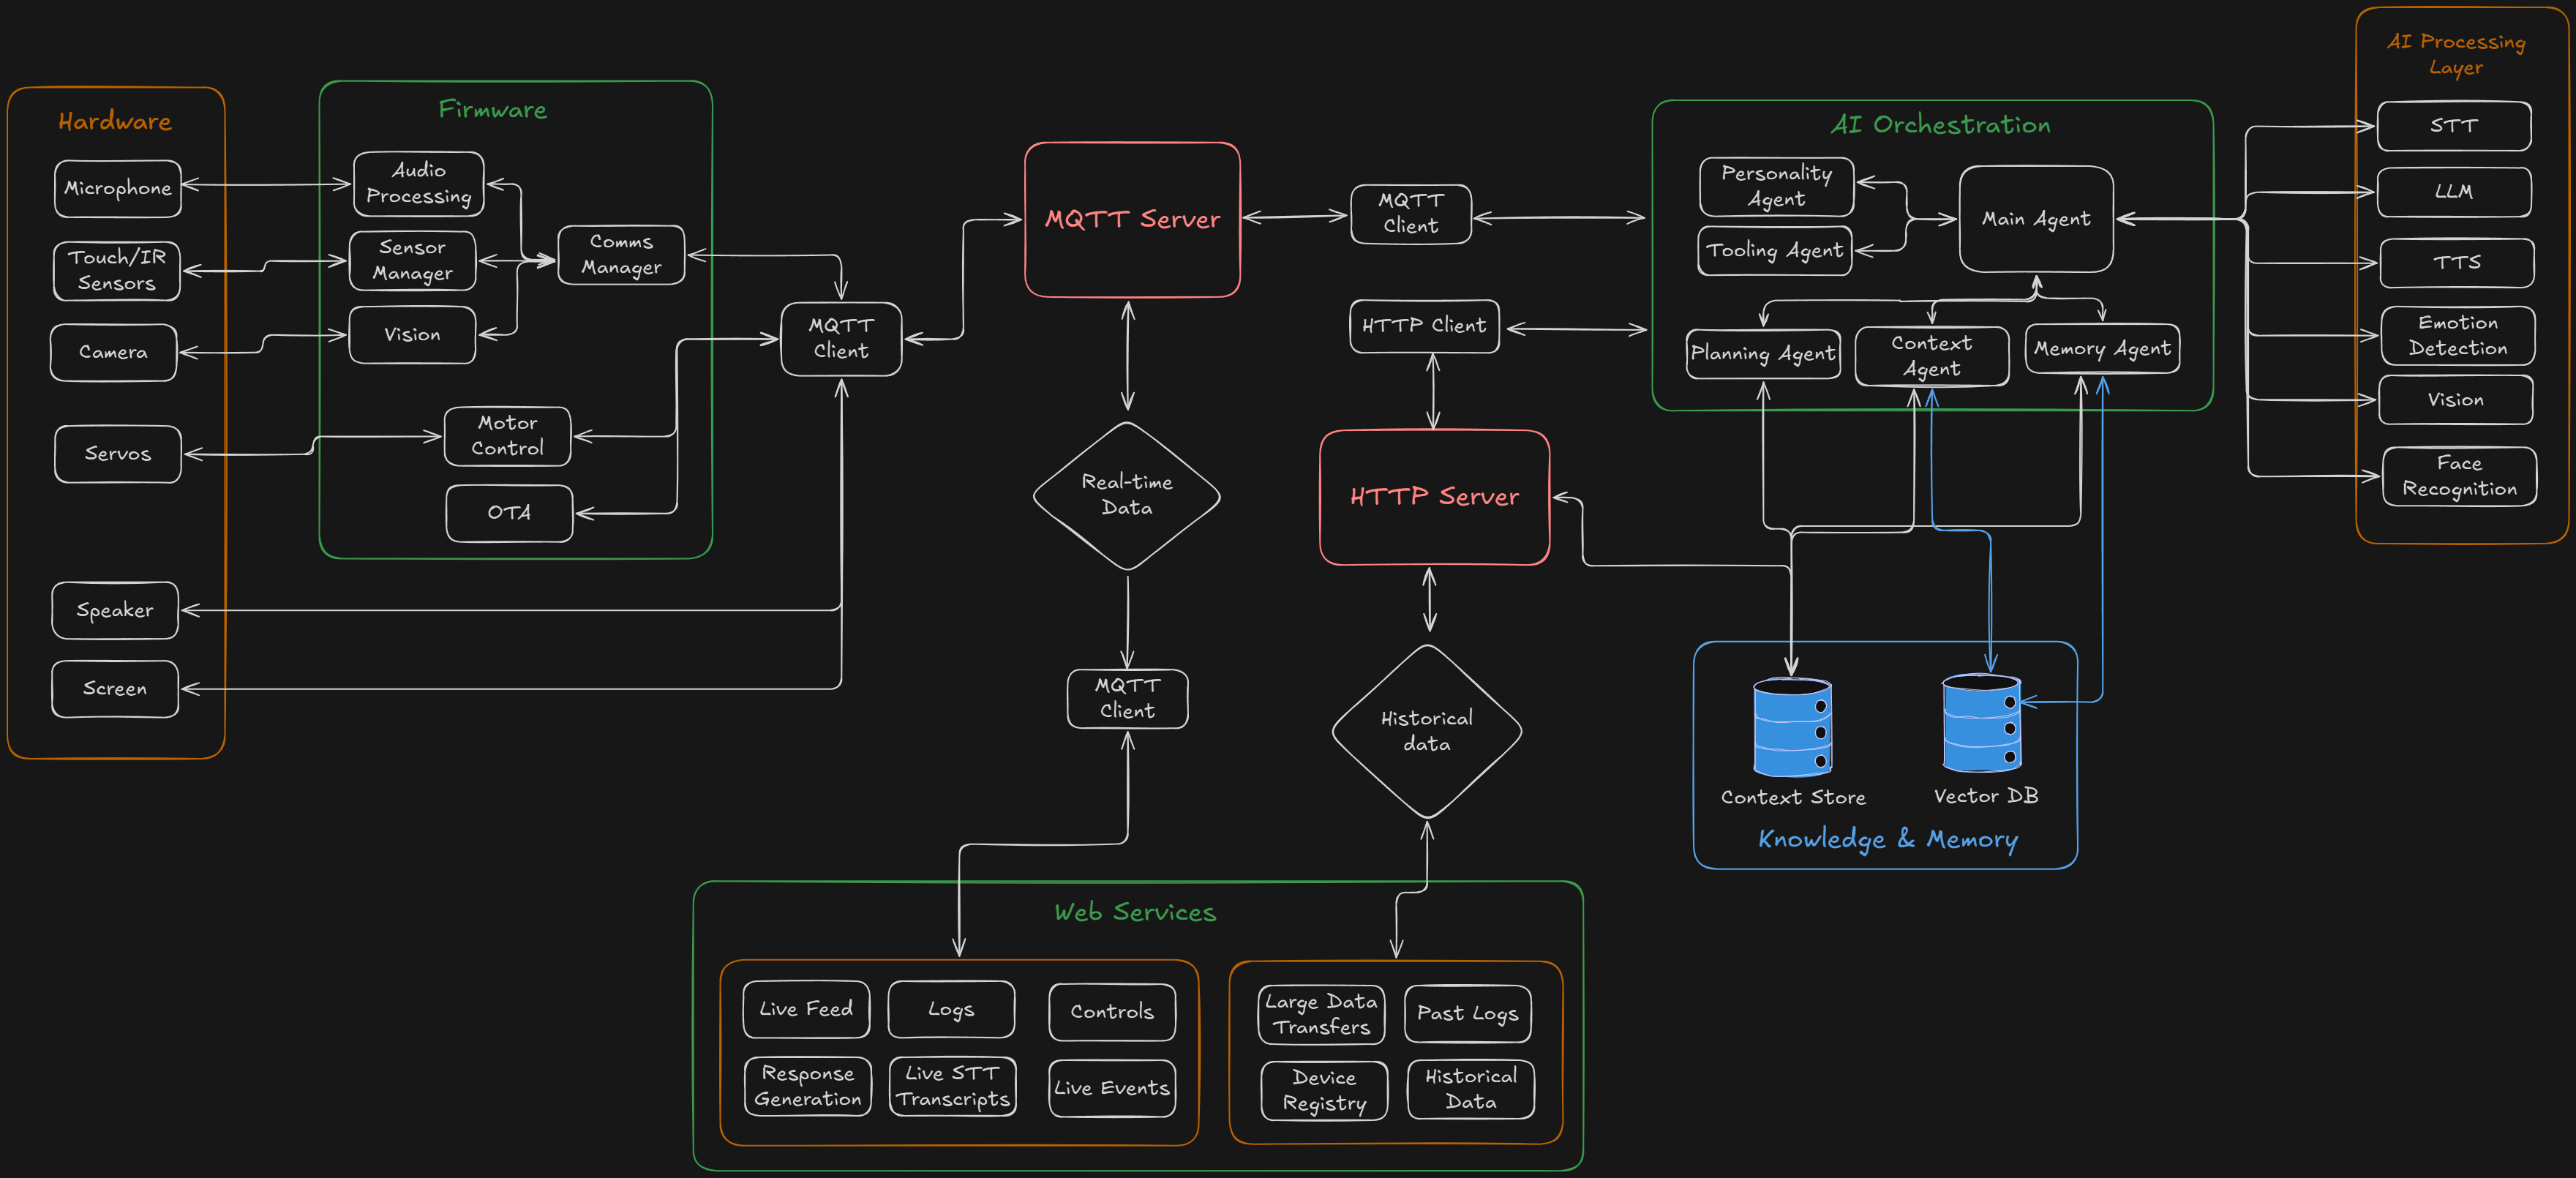 Hardware
Microphone
Touch/IR
Sensors
Camera
Servos
Speaker
Screen
Firmware
Audio
Processing
Sensor
Manager
Vision
Comms
Manager
Motor
Control
OTA
MQTT
Client
MQTT Server
Real-time
Data
MQTT
Client
MQTT
Client
HTTP Client
HTTP Server
Historical
data
AI Orchestration
Personality
Agent
Tooling Agent
Main Agent
Planning Agent
Context
Agent
Memory Agent
AI Processing
Layer
STT
LLM
TTS
Emotion
Detection
Vision
Face
Recognition
Context Store
Vector DB
Knowledge & Memory
Web Services
Live Feed
Logs
Controls
Response
Generation
Live STT
Transcripts
Live Events
Large Data
Transfers
Past Logs
Device
Registry
Historical
Data